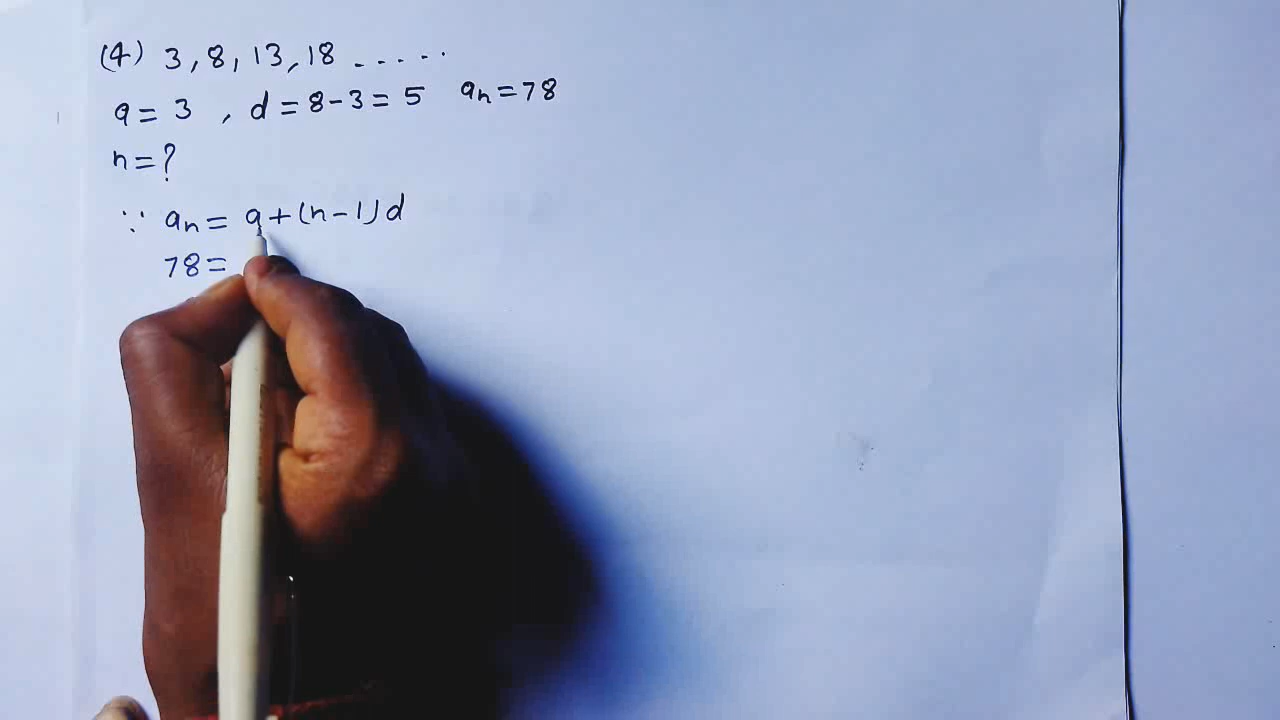 (4) 3, 8, 13, 18 .....
a = 3 , d = 8 - 3 = 5 an = 78
n = ?
∵ an = a + (n - 1) d
78 =